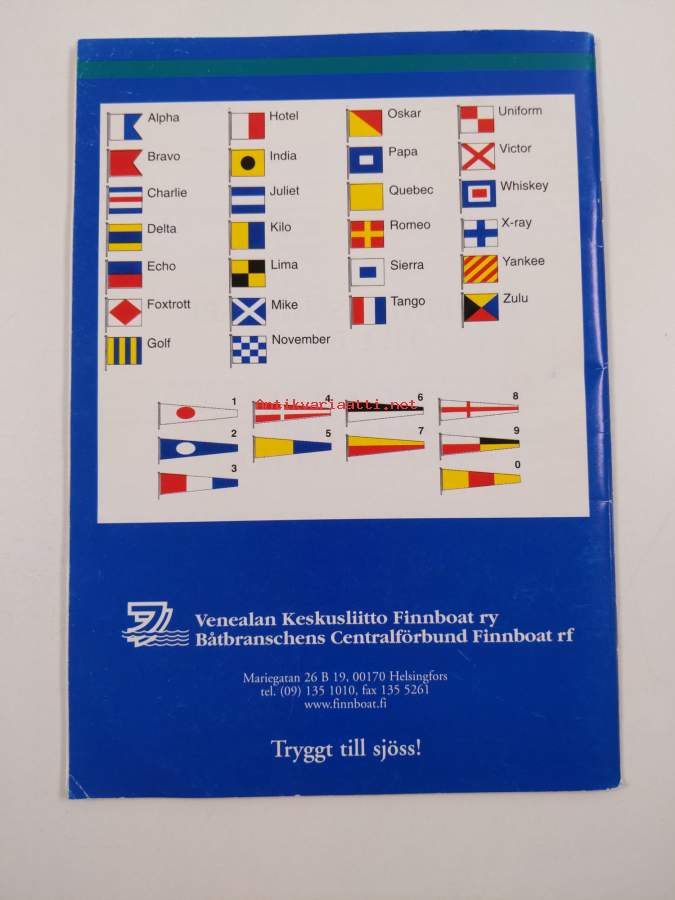 Alpha
Bravo
Charlie
Delta
Echo
Foxtrott
Golf
Hotel
India
Juliet
Kilo
Lima
Mike
November
Oskar
Papa
Quebec
Romeo
Sierra
Tango
Uniform
Victor
Whiskey
X-ray
Yankee
Zulu
1
2
3
4
5
6
7
8
9
0
Antikvariaatti.net
Venealan Keskusliitto Finnboat ry
Båtbranschens Centralförbund Finnboat rf
Mariegatan 26 B 19, 00170 Helsingfors
tel. (09) 135 1010, fax 135 5261
www.finnboat.fi
Tryggt till sjöss!